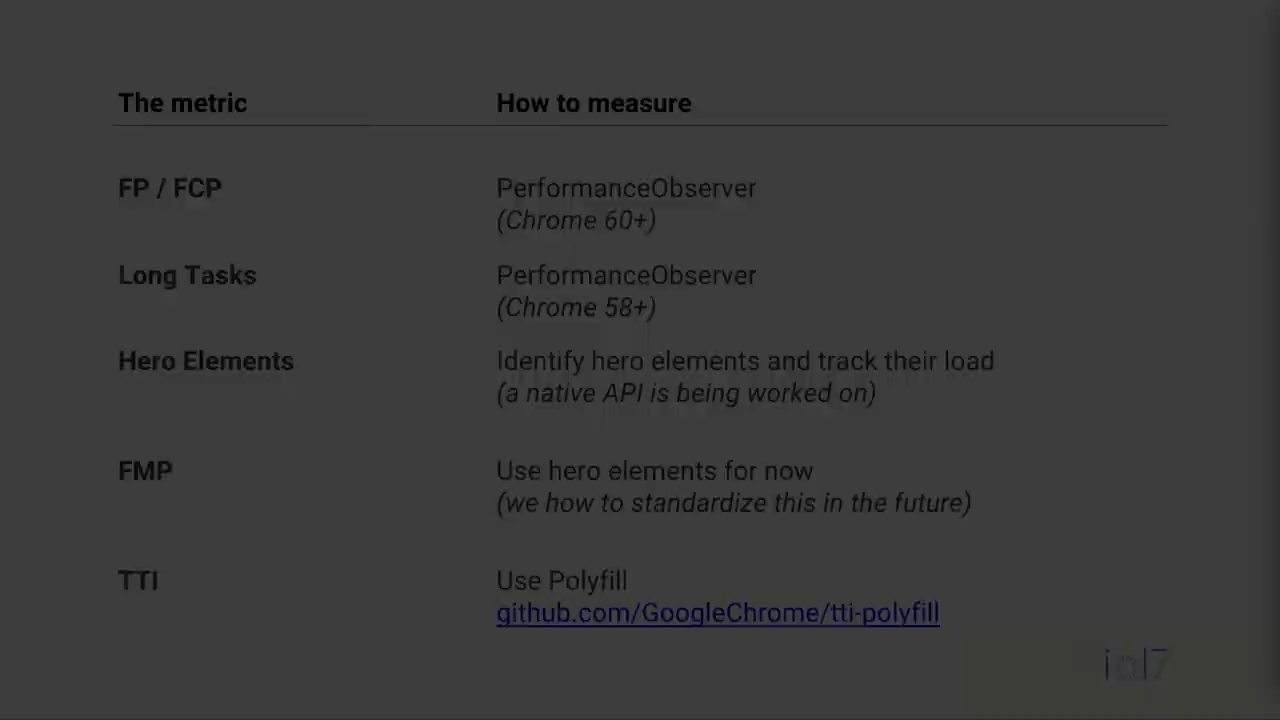 The metric How to measure
FP / FCP PerformanceObserver
(Chrome 60+)
Long Tasks PerformanceObserver
(Chrome 58+)
Hero Elements Identify hero elements and track their load
(a native API is being worked on)
FMP Use hero elements for now
(we how to standardize this in the future)
TTI Use Polyfill
github.com/GoogleChrome/tti-polyfill